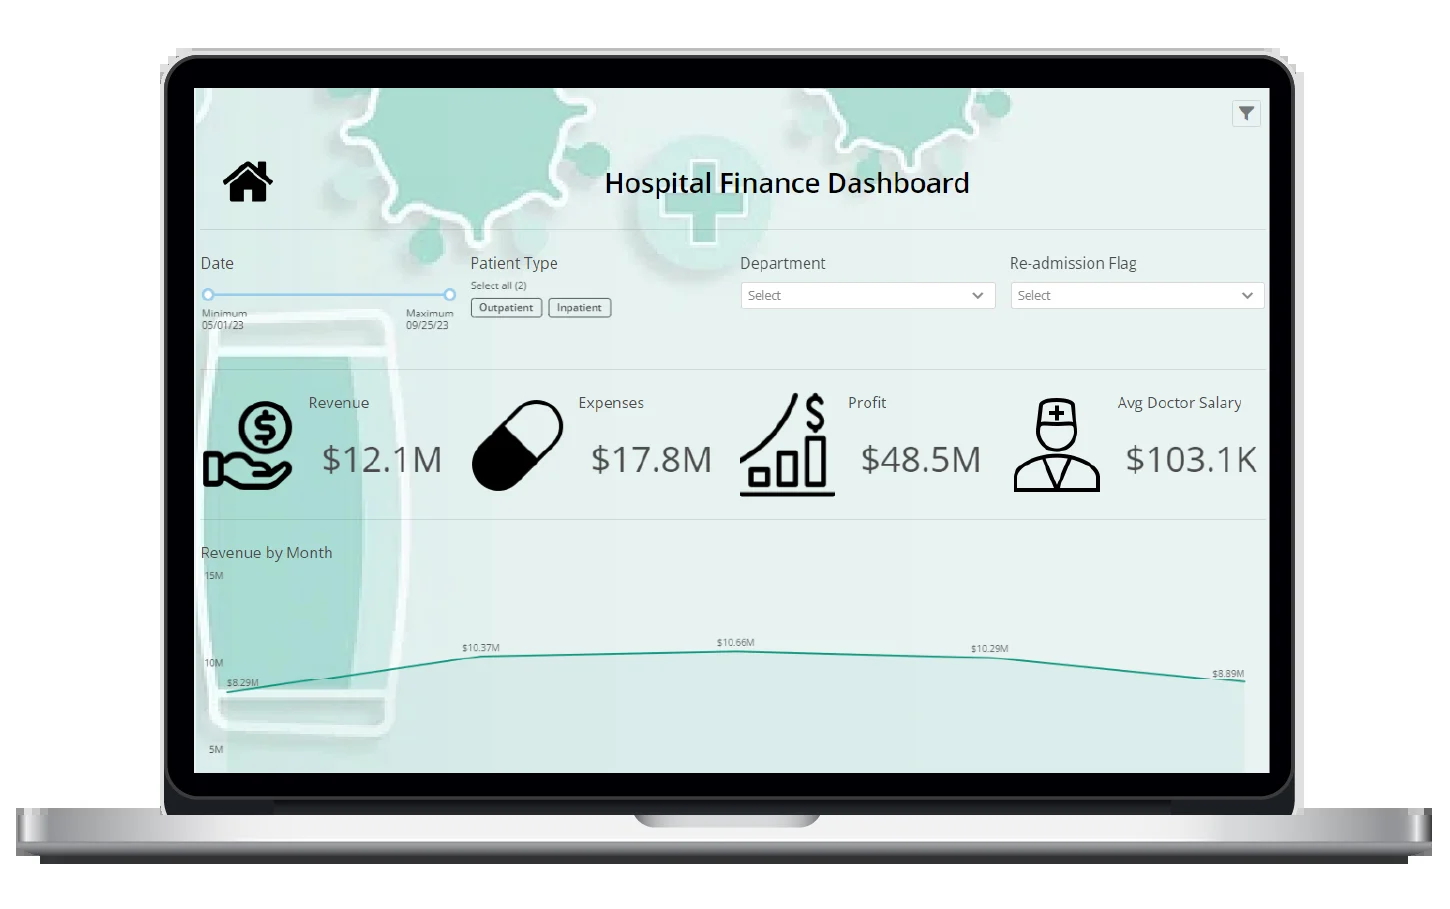 Hospital Finance Dashboard
Date
Minimum
05/01/23
Maximum
09/25/23
Patient Type
Select all (2)
Outpatient
Inpatient
Department
Select
Re-admission Flag
Select
Revenue
$12.1M
Expenses
$17.8M
Profit
$48.5M
Avg Doctor Salary
$103.1K
Revenue by Month
15M
10M
5M
$8.29M
$10.37M
$10.66M
$10.29M
$8.89M